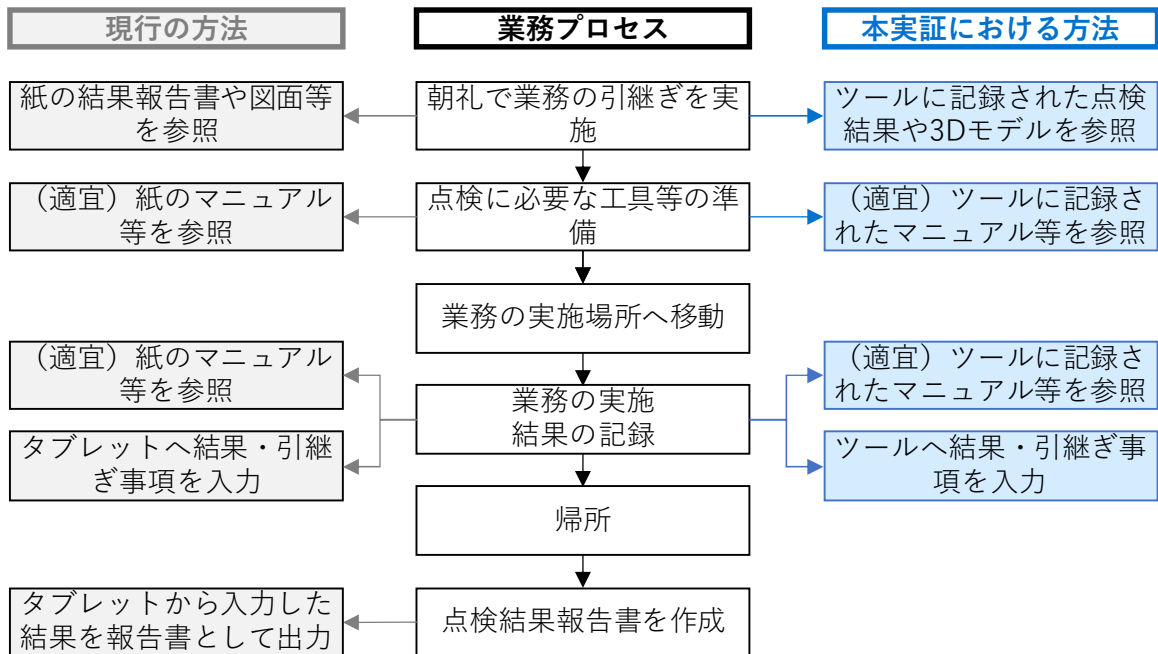 現行の方法
業務プロセス
本実証における方法
紙の結果報告書や図面等
を参照
朝礼で業務の引継ぎを実
施
ツールに記録された点検
結果や3Dモデルを参照
（適宜）紙のマニュアル
等を参照
点検に必要な工具等の準
備
（適宜）ツールに記録さ
れたマニュアル等を参照
業務の実施場所へ移動
（適宜）紙のマニュアル
等を参照
タブレットへ結果・引継
ぎ事項を入力
業務の実施
結果の記録
（適宜）ツールに記録さ
れたマニュアル等を参照
ツールへ結果・引継ぎ事
項を入力
帰所
タブレットから入力した
結果を報告書として出力
点検結果報告書を作成